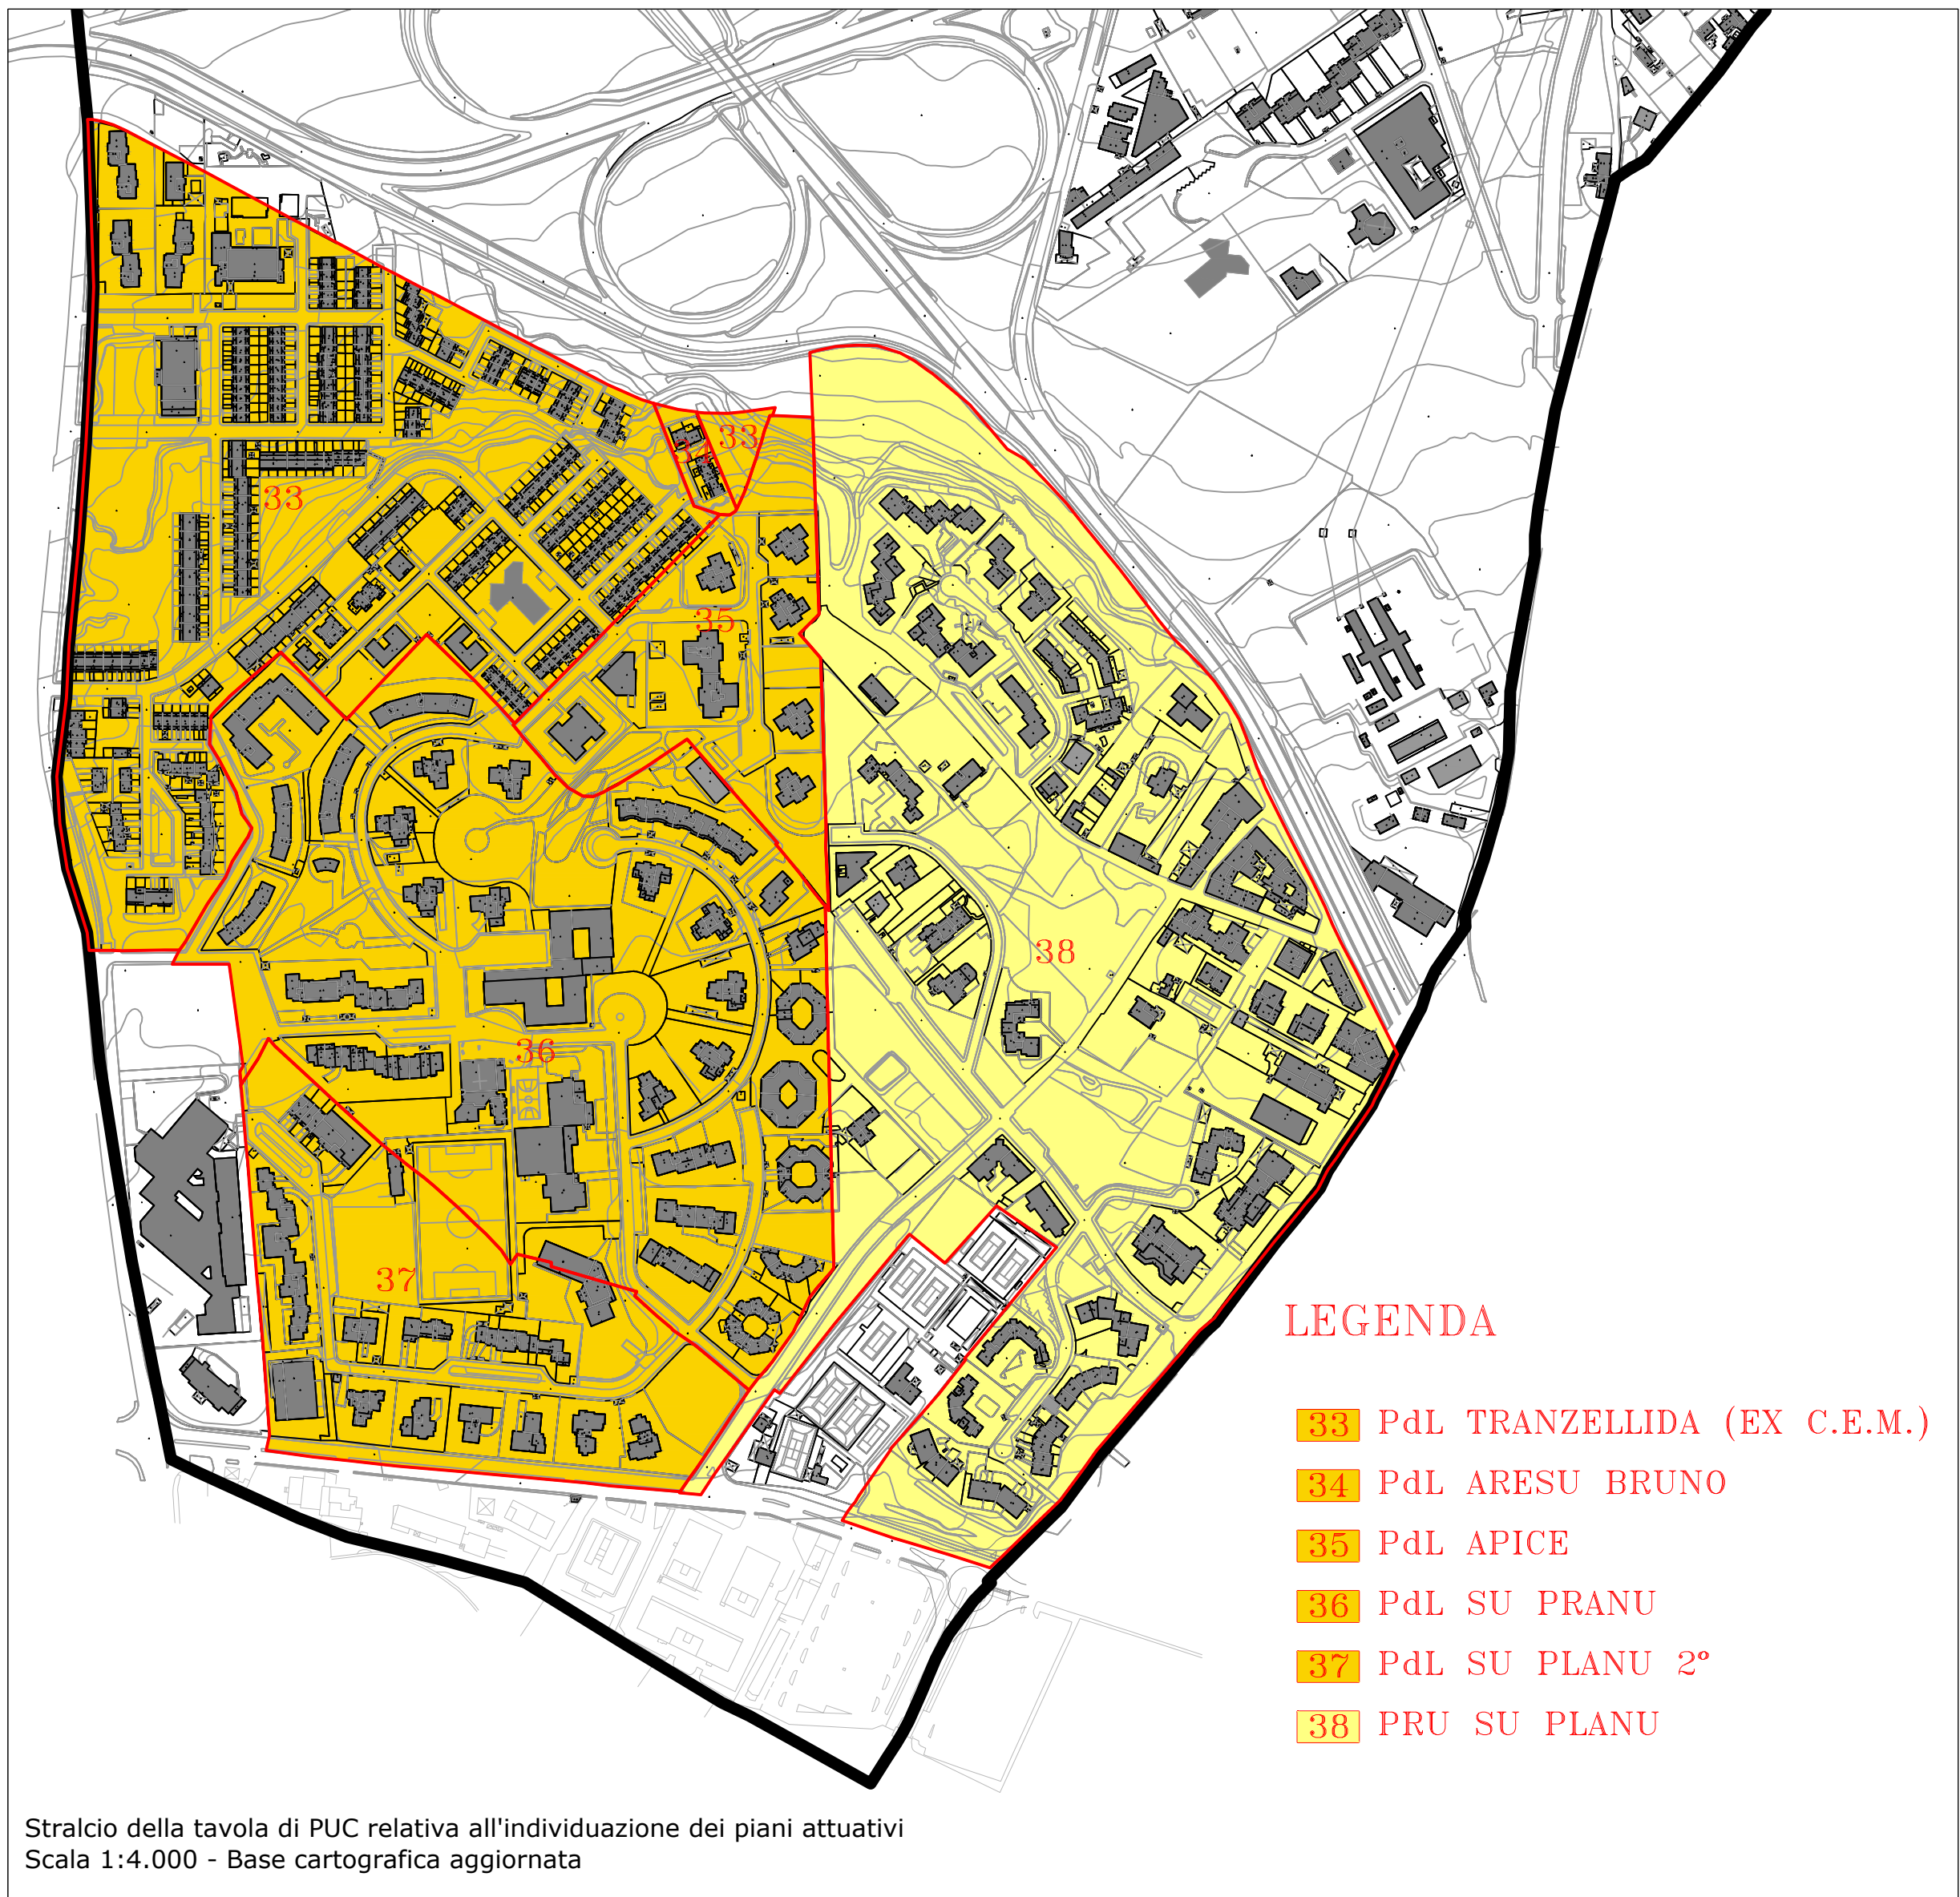 33
34
33
35
38
36
37
LEGENDA
33 PdL TRANZELLIDA (EX C.E.M.)
34 PdL ARESU BRUNO
35 PdL APICE
36 PdL SU PRANU
37 PdL SU PLANU 2°
38 PRU SU PLANU
Stralcio della tavola di PUC relativa all'individuazione dei piani attuativi
Scala 1:4.000 - Base cartografica aggiornata